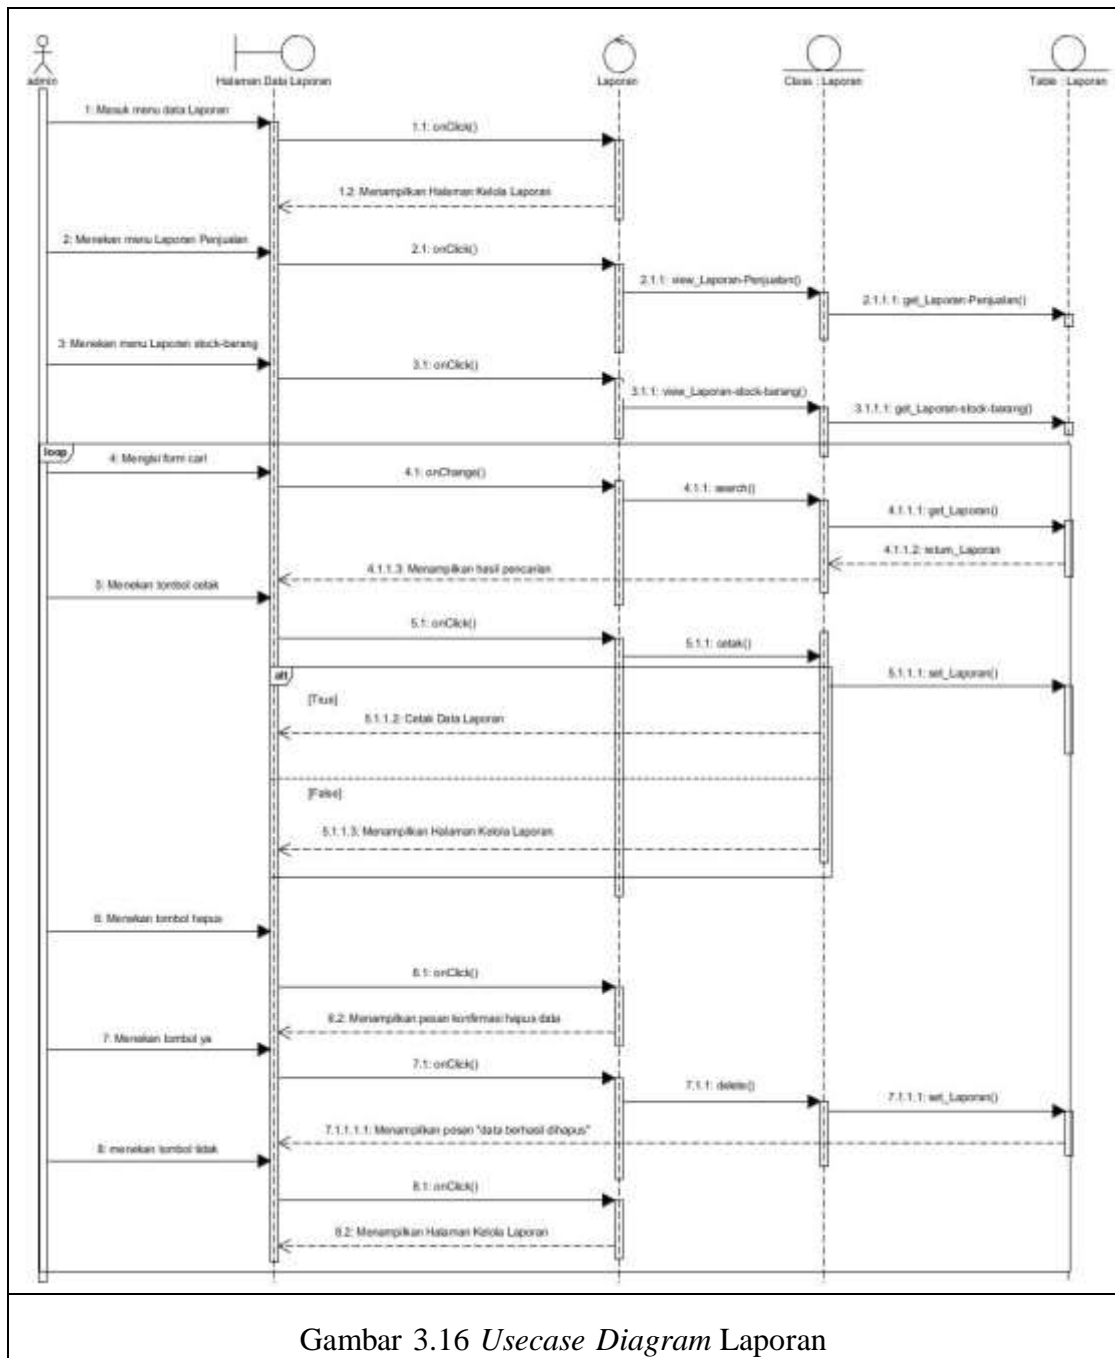 admin
Halaman Data Laporan
Laporan
Class : Laporan
Table : Laporan
1: Masuk menu data Laporan
1.1: onClick()
1.2: Menampilkan Halaman Kelola Laporan
2: Menekan menu Laporan Penjualan
2.1: onClick()
2.1.1: view_Laporan-Penjualan()
2.1.1.1: get_Laporan-Penjualan()
3: Menekan menu Laporan stock-barang
3.1: onClick()
3.1.1: view_Laporan-stock-barang()
3.1.1.1: get_Laporan-stock-barang()
loop
4: Mengisi form cari
4.1: onChange()
4.1.1: search()
4.1.1.1: get_Laporan()
4.1.1.2: return_Laporan
4.1.1.3: Menampilkan hasil pencarian
5: Menekan tombol cetak
5.1: onClick()
5.1.1: cetak()
5.1.1.1: set_Laporan()
alt
[True]
5.1.1.2: Cetak Data Laporan
[False]
5.1.1.3: Menampilkan Halaman Kelola Laporan
6: Menekan tombol hapus
6.1: onClick()
6.2: Menampilkan pesan konfirmasi hapus data
7: Menekan tombol ya
7.1: onClick()
7.1.1: delete()
7.1.1.1: set_Laporan()
7.1.1.1.1: Menampilkan pesan "data berhasil dihapus"
8: menekan tombol tidak
8.1: onClick()
8.2: Menampilkan Halaman Kelola Laporan
Gambar 3.16 Usecase Diagram Laporan